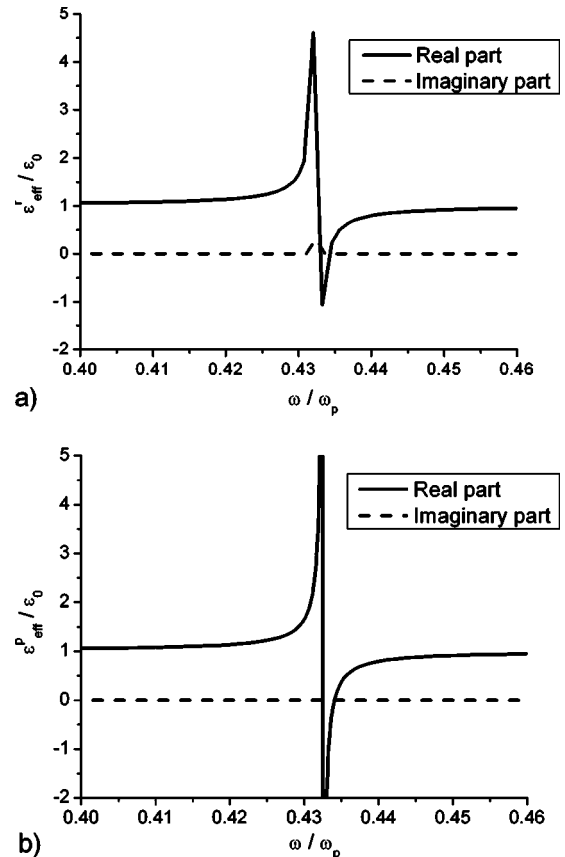 5
4
3
2
1
0
-1
-2
ε^r_eff / ε_0
Real part
Imaginary part
0.40 0.41 0.42 0.43 0.44 0.45 0.46
ω / ω_p
a)
5
4
3
2
1
0
-1
-2
ε^p_eff / ε_0
Real part
Imaginary part
0.40 0.41 0.42 0.43 0.44 0.45 0.46
ω / ω_p
b)